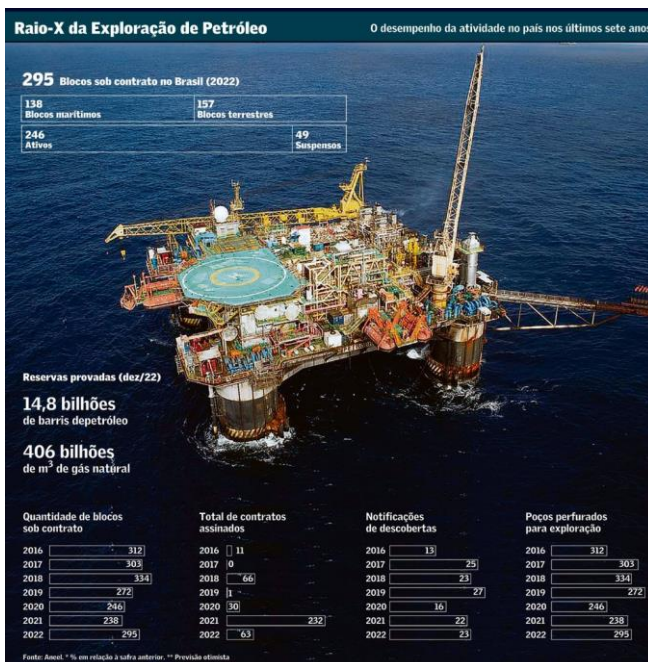 Raio-X da Exploração de Petróleo
O desempenho da atividade no país nos últimos sete anos
295 Blocos sob contrato no Brasil (2022)
138
Blocos marítimos
157
Blocos terrestres
246
Ativos
49
Suspensos
Reservas provadas (dez/22)
14,8 bilhões
de barris depetróleo
406 bilhões
de m³ de gás natural
Quantidade de blocos
sob contrato
2016 312
2017 303
2018 334
2019 272
2020 246
2021 238
2022 295
Total de contratos
assinados
2016 11
2017 0
2018 66
2019 1
2020 30
2021 232
2022 63
Notificações
de descobertas
2016 13
2017 25
2018 23
2019 27
2020 16
2021 22
2022 23
Poços perfurados
para exploração
2016 312
2017 303
2018 334
2019 272
2020 246
2021 238
2022 295
Fonte: Aneel. * % em relação à safra anterior. ** Previsão otimista